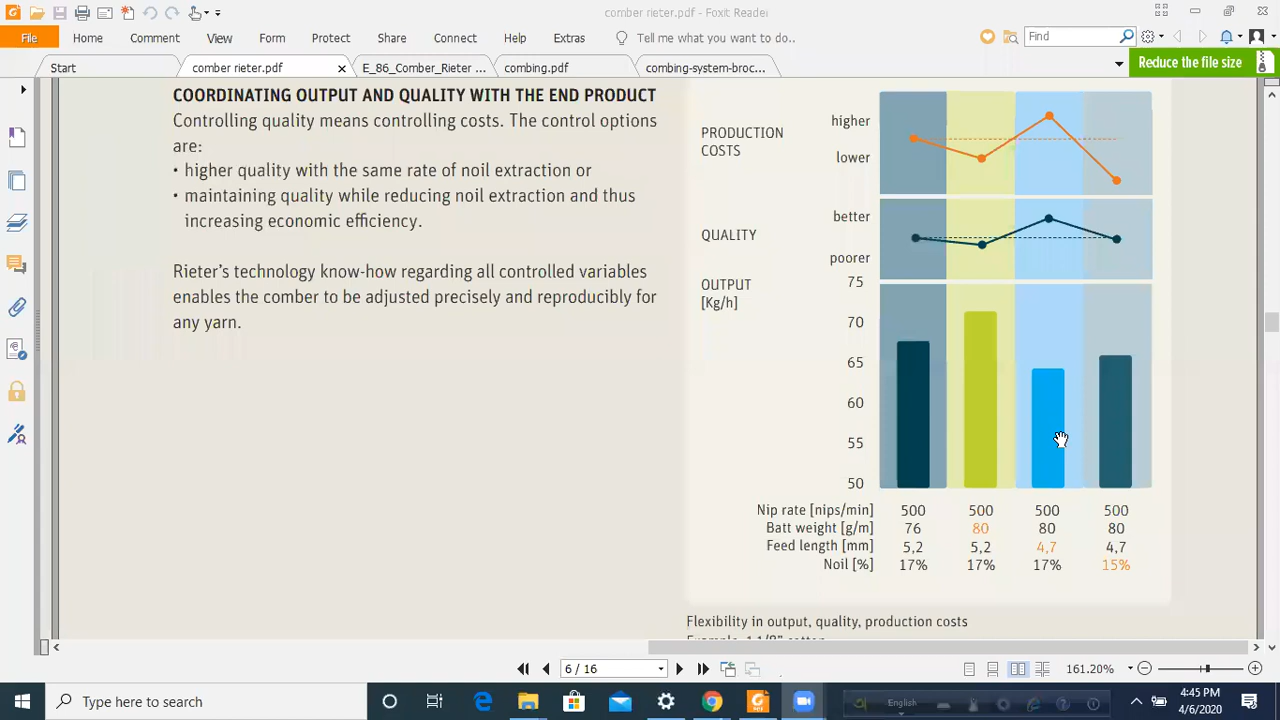 comber rieter.pdf - Foxit Reader
File Home Comment View Form Protect Share Connect Help Extras Tell me what you want to do.. Find
Start comber rieter.pdf E_86_Comber_Rieter ... combing.pdf combing-system-broc... Reduce the file size
COORDINATING OUTPUT AND QUALITY WITH THE END PRODUCT
Controlling quality means controlling costs. The control options
are:
• higher quality with the same rate of noil extraction or
• maintaining quality while reducing noil extraction and thus
increasing economic efficiency.
Rieter's technology know-how regarding all controlled variables
enables the comber to be adjusted precisely and reproducibly for
any yarn.
PRODUCTION
COSTS
higher
lower
QUALITY
better
poorer
OUTPUT
[Kg/h]
75
70
65
60
55
50
Nip rate [nips/min] 500 500 500 500
Batt weight [g/m] 76 80 80 80
Feed length [mm] 5,2 5,2 4,7 4,7
Noil [%] 17% 17% 17% 15%
Flexibility in output, quality, production costs
Example: 1 1/8" cotton
6 / 16
161.20%
Type here to search
English
4:45 PM
4/6/2020